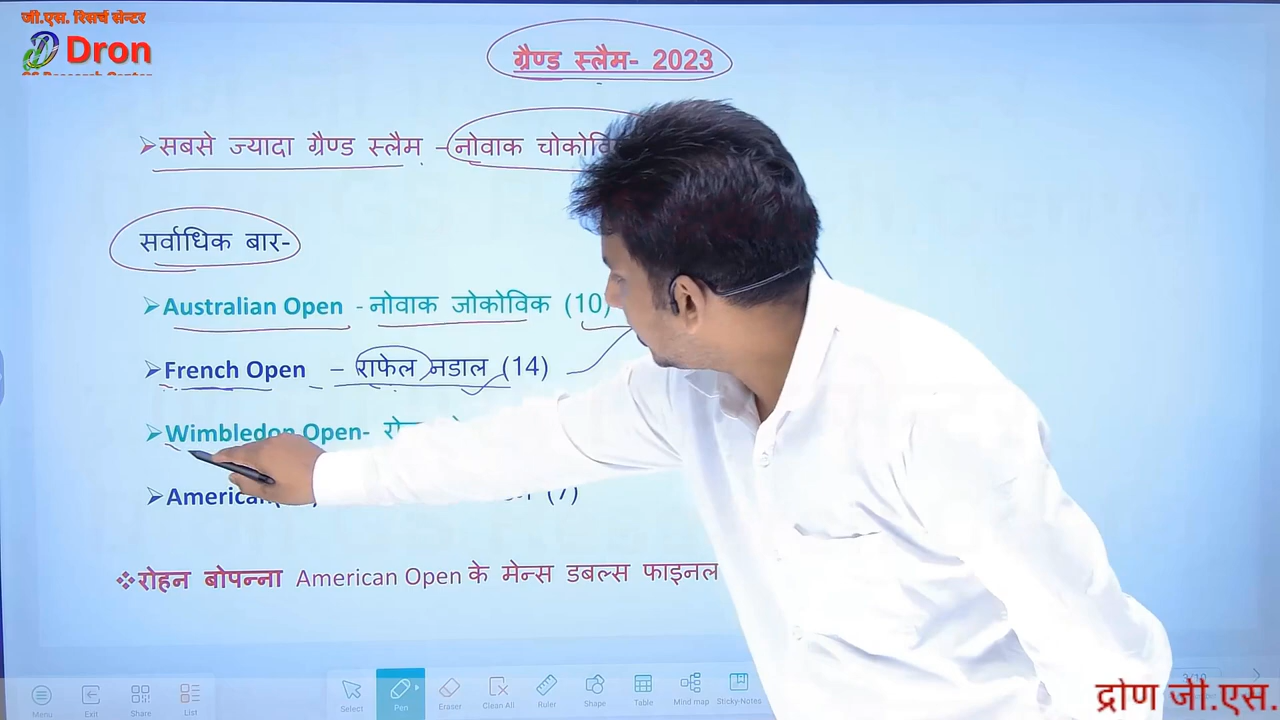 जी.एस. रिसर्च सेन्टर
Dron
ग्रैण्ड स्लैम- 2023
➢सबसे ज्यादा ग्रैण्ड स्लैम – नोवाक
सर्वाधिक बार-
➢Australian Open - नोवाक जोकोविक (10)
➢French Open – राफेल नडाल (14)
➢Wimbledon Open-
➢American (7)
❖रोहन बोपन्ना American Open के मेन्स डबल्स फाइनल
Menu Exit Share List Select Pen Eraser Clean All Ruler Shape Timer Mind map Sticky-Notes
द्रोण जी.एस.